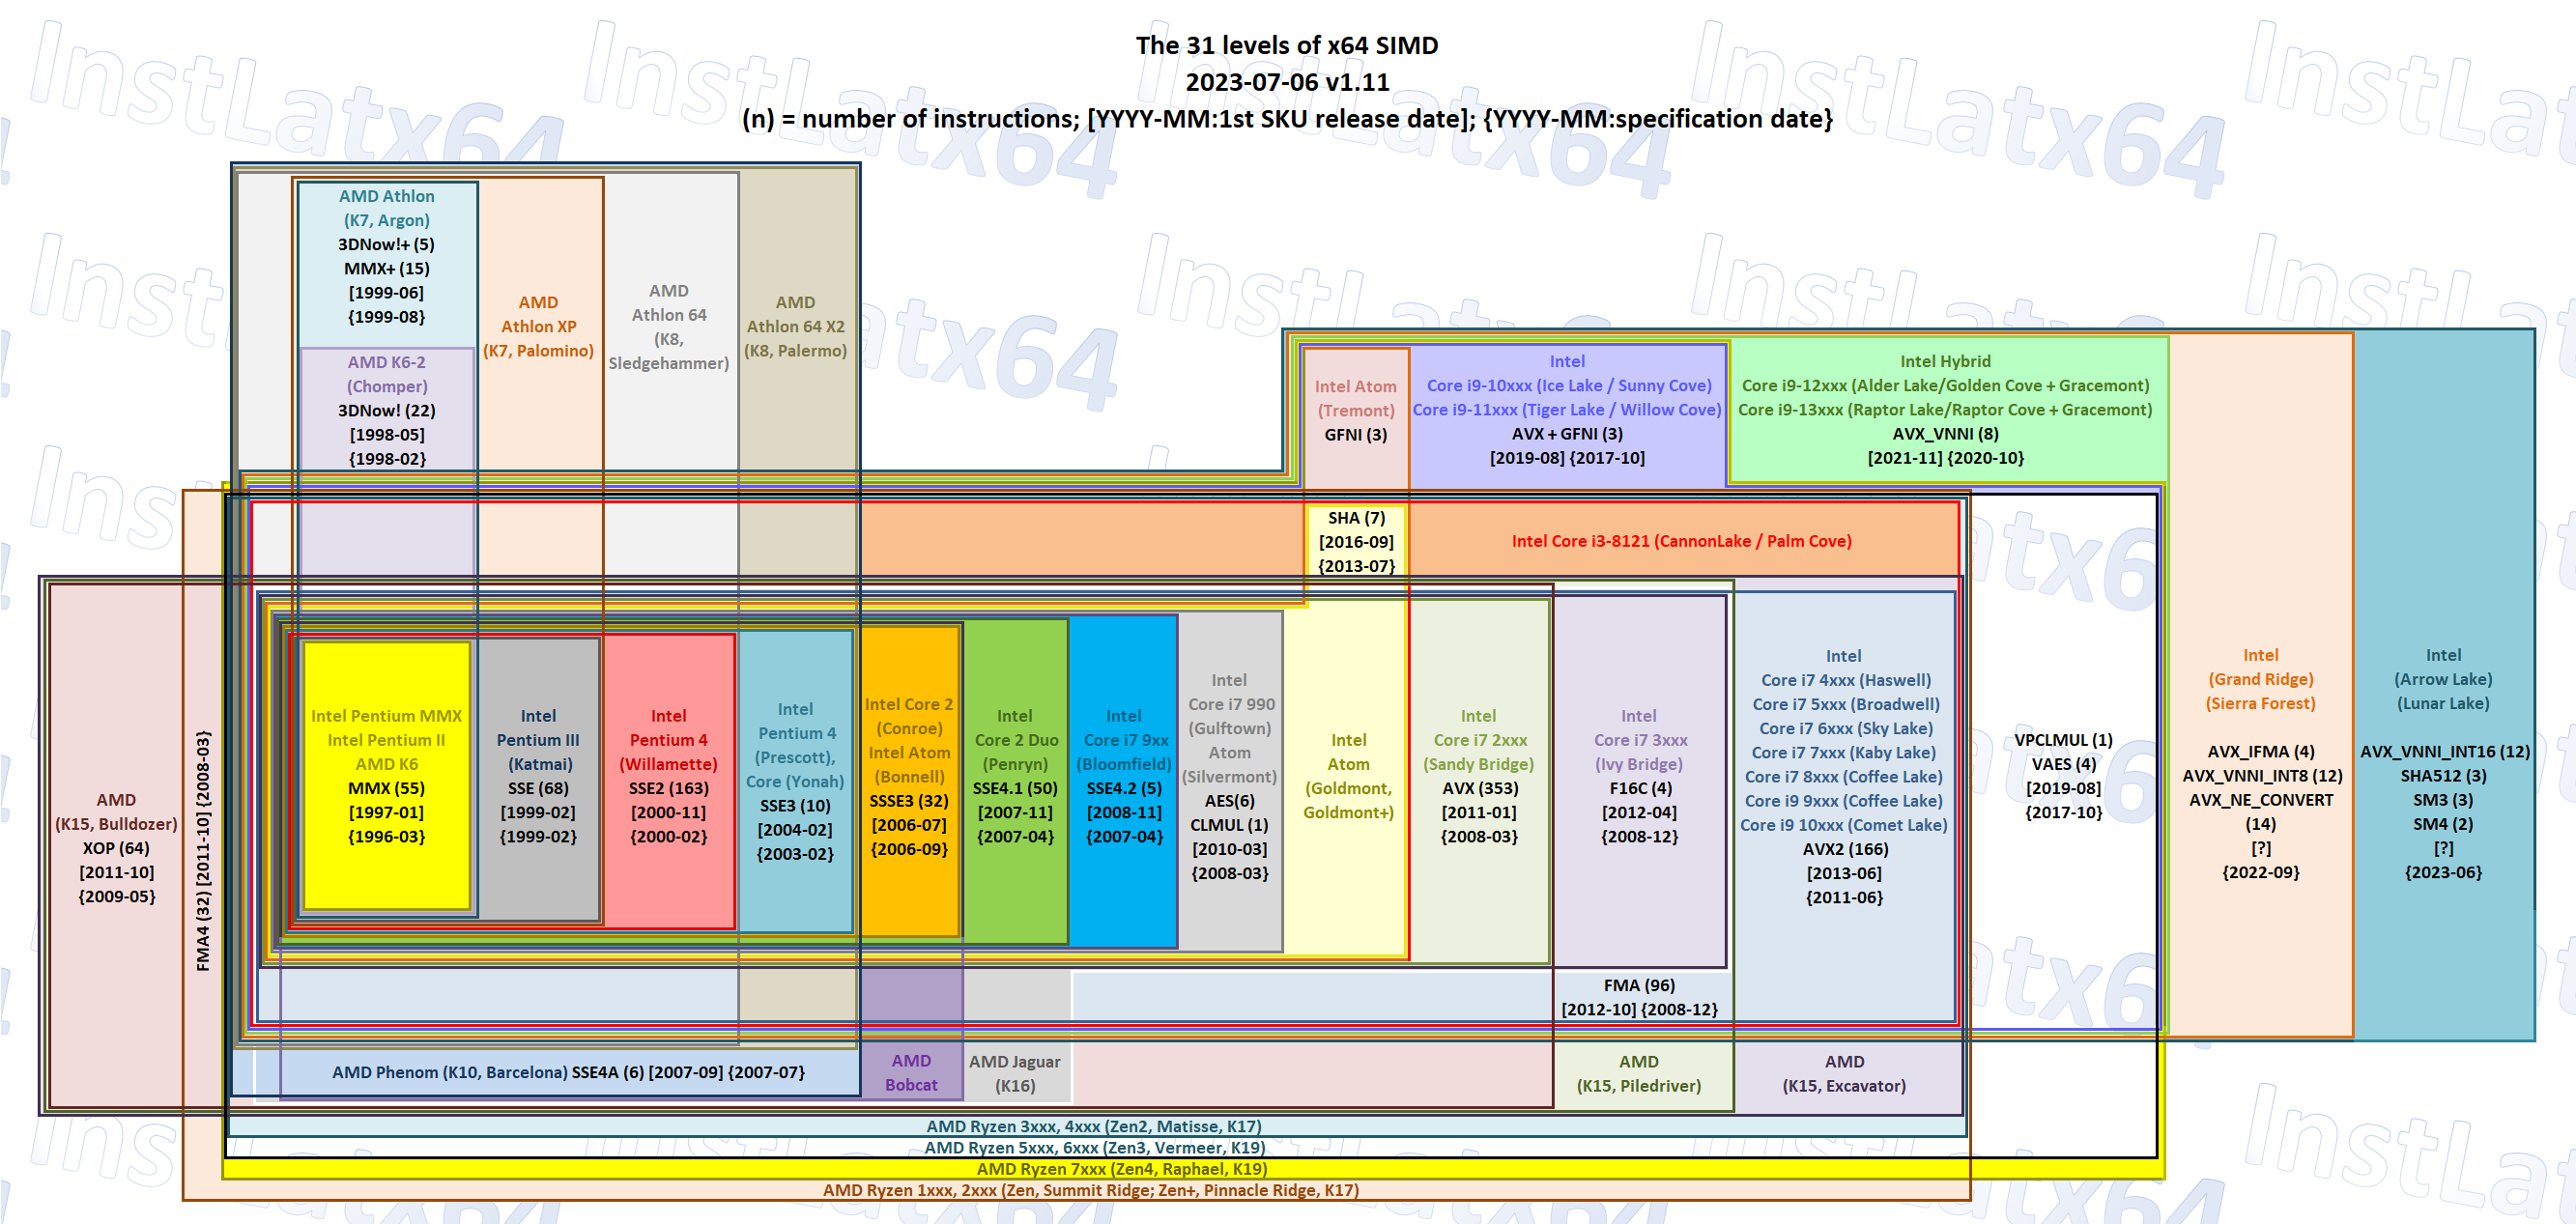 The 31 levels of x64 SIMD
2023-07-06 v1.11
(n) = number of instructions; [YYYY-MM:1st SKU release date]; {YYYY-MM:specification date}
InstLatx64
AMD Athlon
(K7, Argon)
3DNow!+ (5)
MMX+ (15)
[1999-06]
{1999-08}
AMD K6-2
(Chomper)
3DNow! (22)
[1998-05]
{1998-02}
AMD
Athlon XP
(K7, Palomino)
AMD
Athlon 64
(K8,
Sledgehammer)
AMD
Athlon 64 X2
(K8, Palermo)
Intel Atom
(Tremont)
GFNI (3)
Intel
Core i9-10xxx (Ice Lake / Sunny Cove)
Core i9-11xxx (Tiger Lake / Willow Cove)
AVX + GFNI (3)
[2019-08] {2017-10}
Intel Hybrid
Core i9-12xxx (Alder Lake/Golden Cove + Gracemont)
Core i9-13xxx (Raptor Lake/Raptor Cove + Gracemont)
AVX_VNNI (8)
[2021-11] {2020-10}
SHA (7)
[2016-09]
{2013-07}
Intel Core i3-8121 (CannonLake / Palm Cove)
AMD
(K15, Bulldozer)
XOP (64)
[2011-10]
{2009-05}
FMA4 (32) [2011-10] {2008-03}
Intel Pentium MMX
Intel Pentium II
AMD K6
MMX (55)
[1997-01]
{1996-03}
Intel
Pentium III
(Katmai)
SSE (68)
[1999-02]
{1999-02}
Intel
Pentium 4
(Willamette)
SSE2 (163)
[2000-11]
{2000-02}
Intel
Pentium 4
(Prescott),
Core (Yonah)
SSE3 (10)
[2004-02]
{2003-02}
Intel Core 2
(Conroe)
Intel Atom
(Bonnell)
SSSE3 (32)
[2006-07]
{2006-09}
Intel
Core 2 Duo
(Penryn)
SSE4.1 (50)
[2007-11]
{2007-04}
Intel
Core i7 9xx
(Bloomfield)
SSE4.2 (5)
[2008-11]
{2007-04}
Intel
Core i7 990
(Gulftown)
Atom
(Silvermont)
AES(6)
CLMUL (1)
[2010-03]
{2008-03}
Intel
Atom
(Goldmont,
Goldmont+)
Intel
Core i7 2xxx
(Sandy Bridge)
AVX (353)
[2011-01]
{2008-03}
Intel
Core i7 3xxx
(Ivy Bridge)
F16C (4)
[2012-04]
{2008-12}
Intel
Core i7 4xxx (Haswell)
Core i7 5xxx (Broadwell)
Core i7 6xxx (Sky Lake)
Core i7 7xxx (Kaby Lake)
Core i7 8xxx (Coffee Lake)
Core i9 9xxx (Coffee Lake)
Core i9 10xxx (Comet Lake)
AVX2 (166)
[2013-06]
{2011-06}
VPCLMUL (1)
VAES (4)
[2019-08]
{2017-10}
Intel
(Grand Ridge)
(Sierra Forest)
AVX_IFMA (4)
AVX_VNNI_INT8 (12)
AVX_NE_CONVERT
(14)
[?]
{2022-09}
Intel
(Arrow Lake)
(Lunar Lake)
AVX_VNNI_INT16 (12)
SHA512 (3)
SM3 (3)
SM4 (2)
[?]
{2023-06}
FMA (96)
[2012-10] {2008-12}
AMD Phenom (K10, Barcelona) SSE4A (6) [2007-09] {2007-07}
AMD
Bobcat
AMD Jaguar
(K16)
AMD
(K15, Piledriver)
AMD
(K15, Excavator)
AMD Ryzen 3xxx, 4xxx (Zen2, Matisse, K17)
AMD Ryzen 5xxx, 6xxx (Zen3, Vermeer, K19)
AMD Ryzen 7xxx (Zen4, Raphael, K19)
AMD Ryzen 1xxx, 2xxx (Zen, Summit Ridge; Zen+, Pinnacle Ridge, K17)